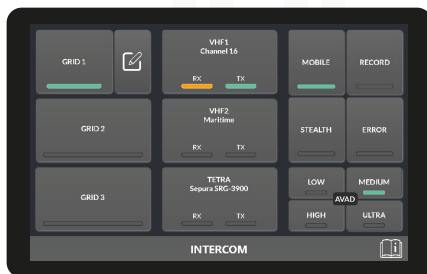 GRID 1
VHF1
Channel 16
RX TX
MOBILE
RECORD
GRID 2
VHF2
Maritime
RX TX
STEALTH
ERROR
GRID 3
TETRA
Sepura SRG-3900
RX TX
LOW
MEDIUM
AVAD
HIGH
ULTRA
INTERCOM
i